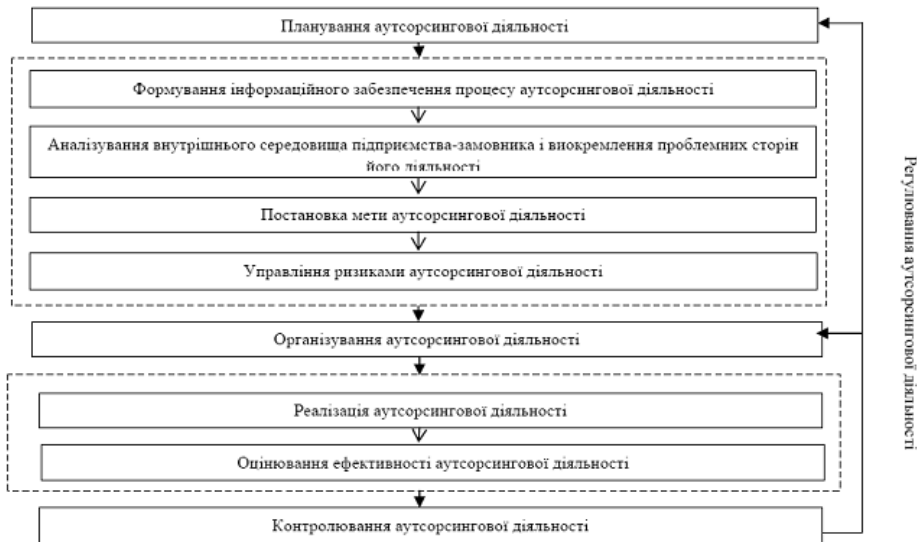 Планування аутсорсингової діяльності
Формування інформаційного забезпечення процесу аутсорсингової діяльності
Аналізування внутрішнього середовища підприємства-замовника і виокремлення проблемних сторін
його діяльності
Постановка мети аутсорсингової діяльності
Управління ризиками аутсорсингової діяльності
Організування аутсорсингової діяльності
Реалізація аутсорсингової діяльності
Оцінювання ефективності аутсорсингової діяльності
Контролювання аутсорсингової діяльності
Регулювання аутсорсингової діяльності